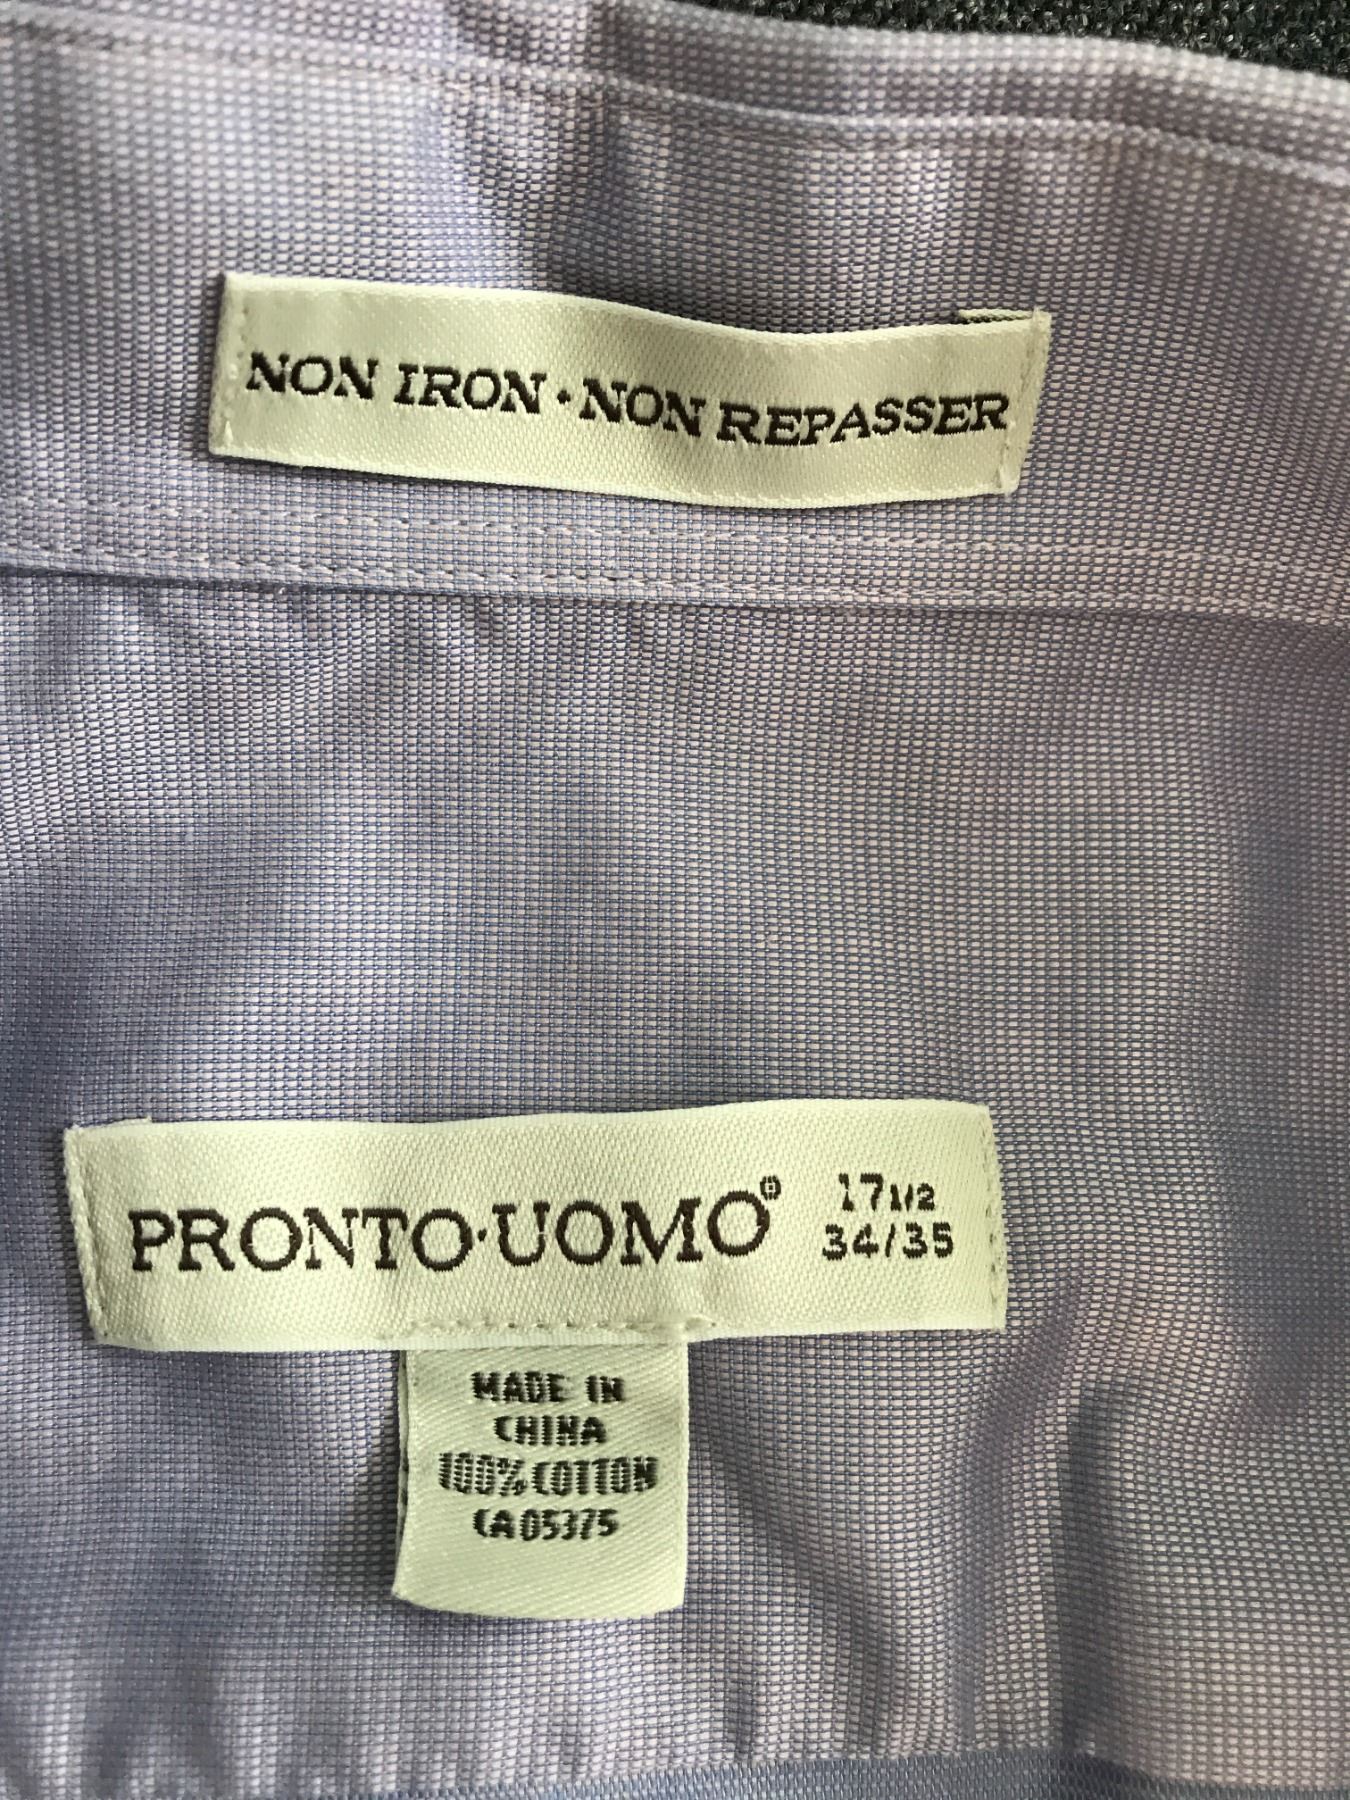 NON IRON · NON REPASSER
PRONTO·UOMO® 17 1/2
34/35
MADE IN
CHINA
100% COTTON
CA05375